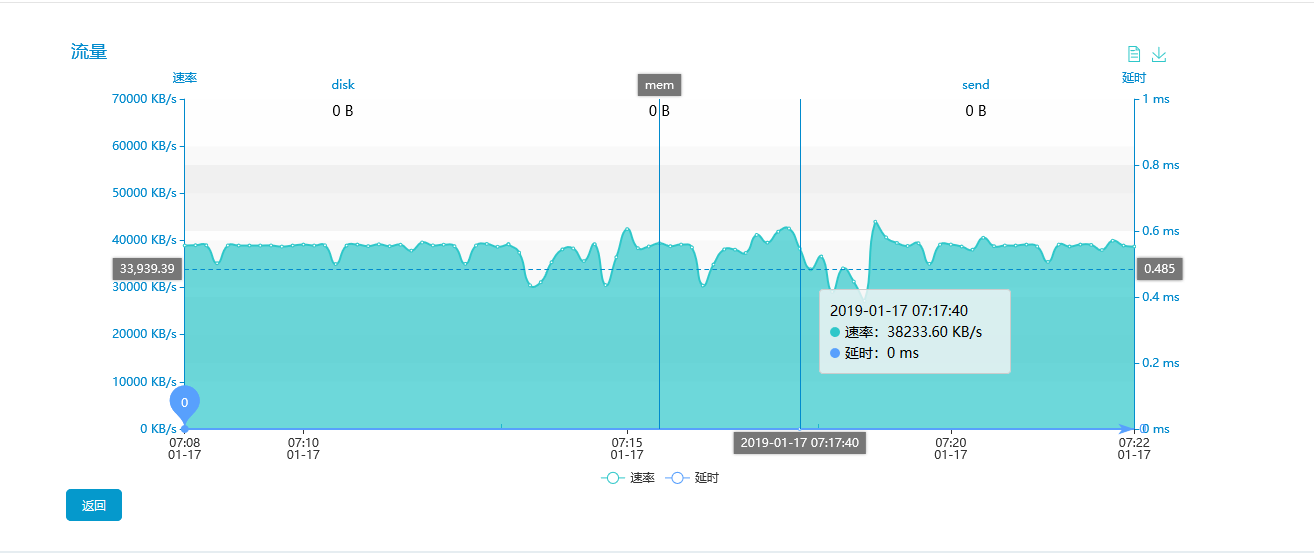 流量
速率
disk
mem
send
延时
70000 KB/s
0 B
0 B
0 B
1 ms
60000 KB/s
0.8 ms
50000 KB/s
40000 KB/s
0.6 ms
33,939.39
0.485
30000 KB/s
0.4 ms
2019-01-17 07:17:40
速率：38233.60 KB/s
延时：0 ms
20000 KB/s
0.2 ms
10000 KB/s
0
0 KB/s
0
0 ms
07:08
01-17
07:10
01-17
07:15
01-17
2019-01-17 07:17:40
07:20
01-17
07:22
01-17
速率
延时
返回